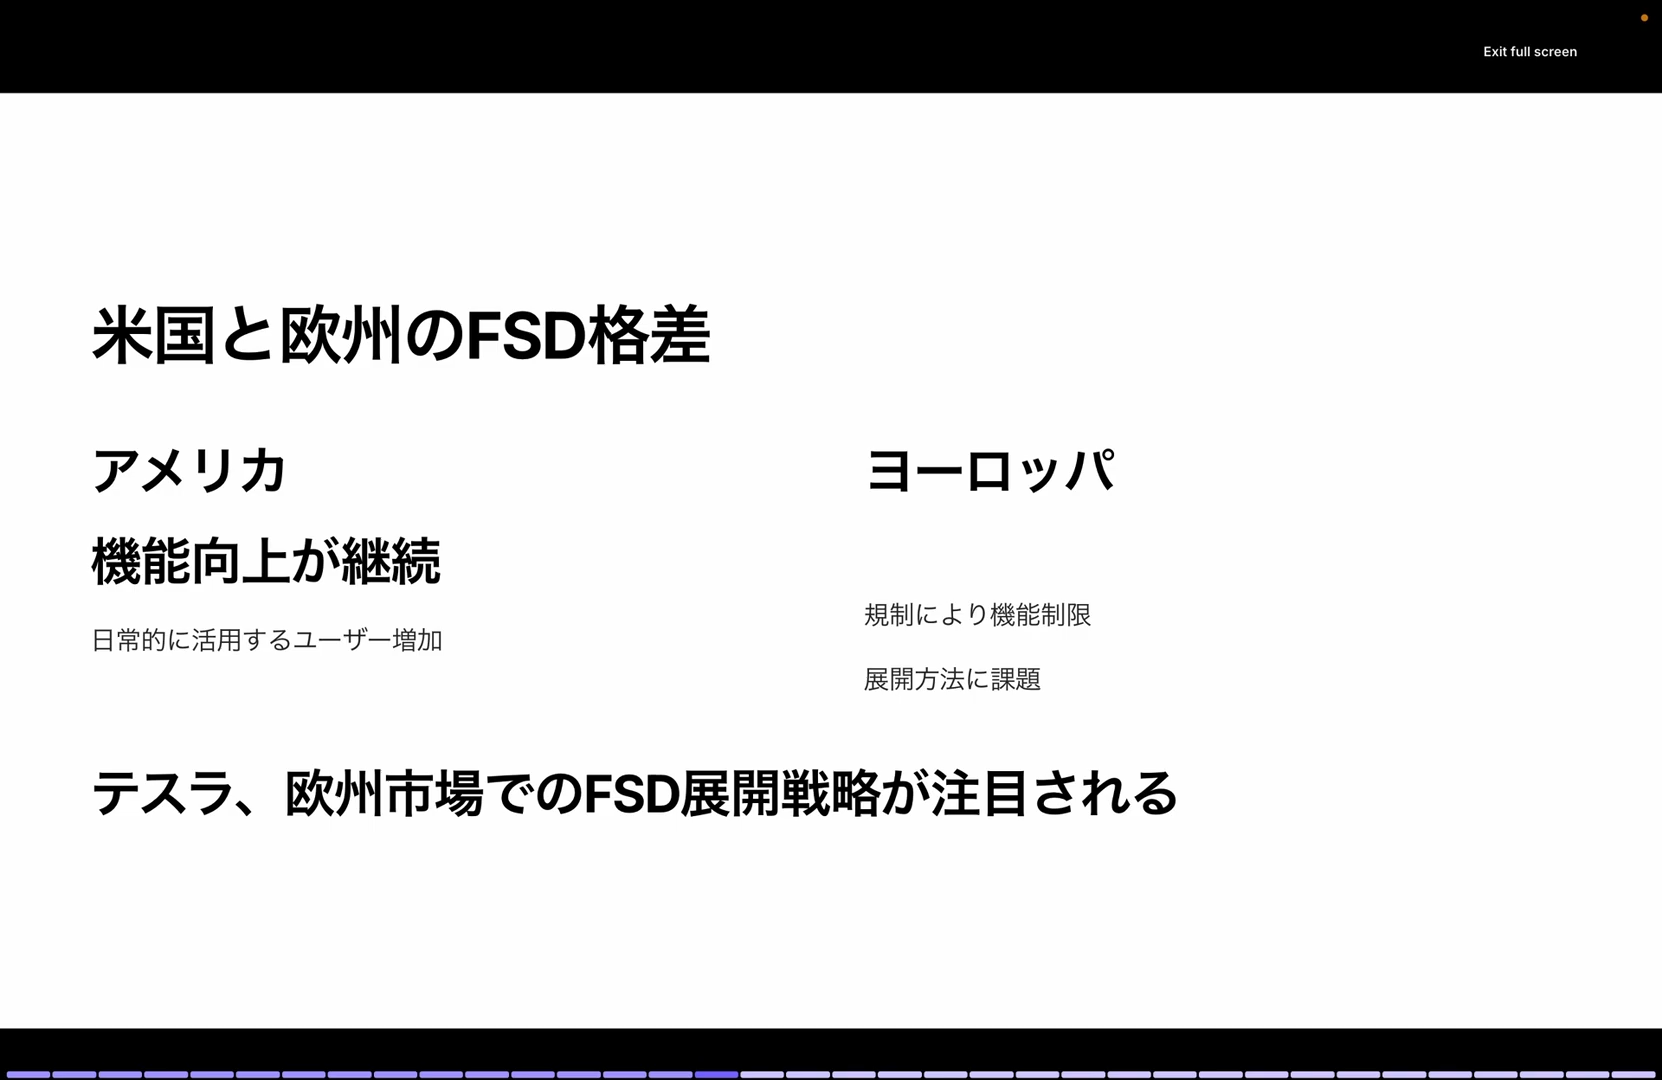 Exit full screen
米国と欧州のFSD格差
アメリカ
機能向上が継続
日常的に活用するユーザー増加
ヨーロッパ
規制により機能制限
展開方法に課題
テスラ、欧州市場でのFSD展開戦略が注目される